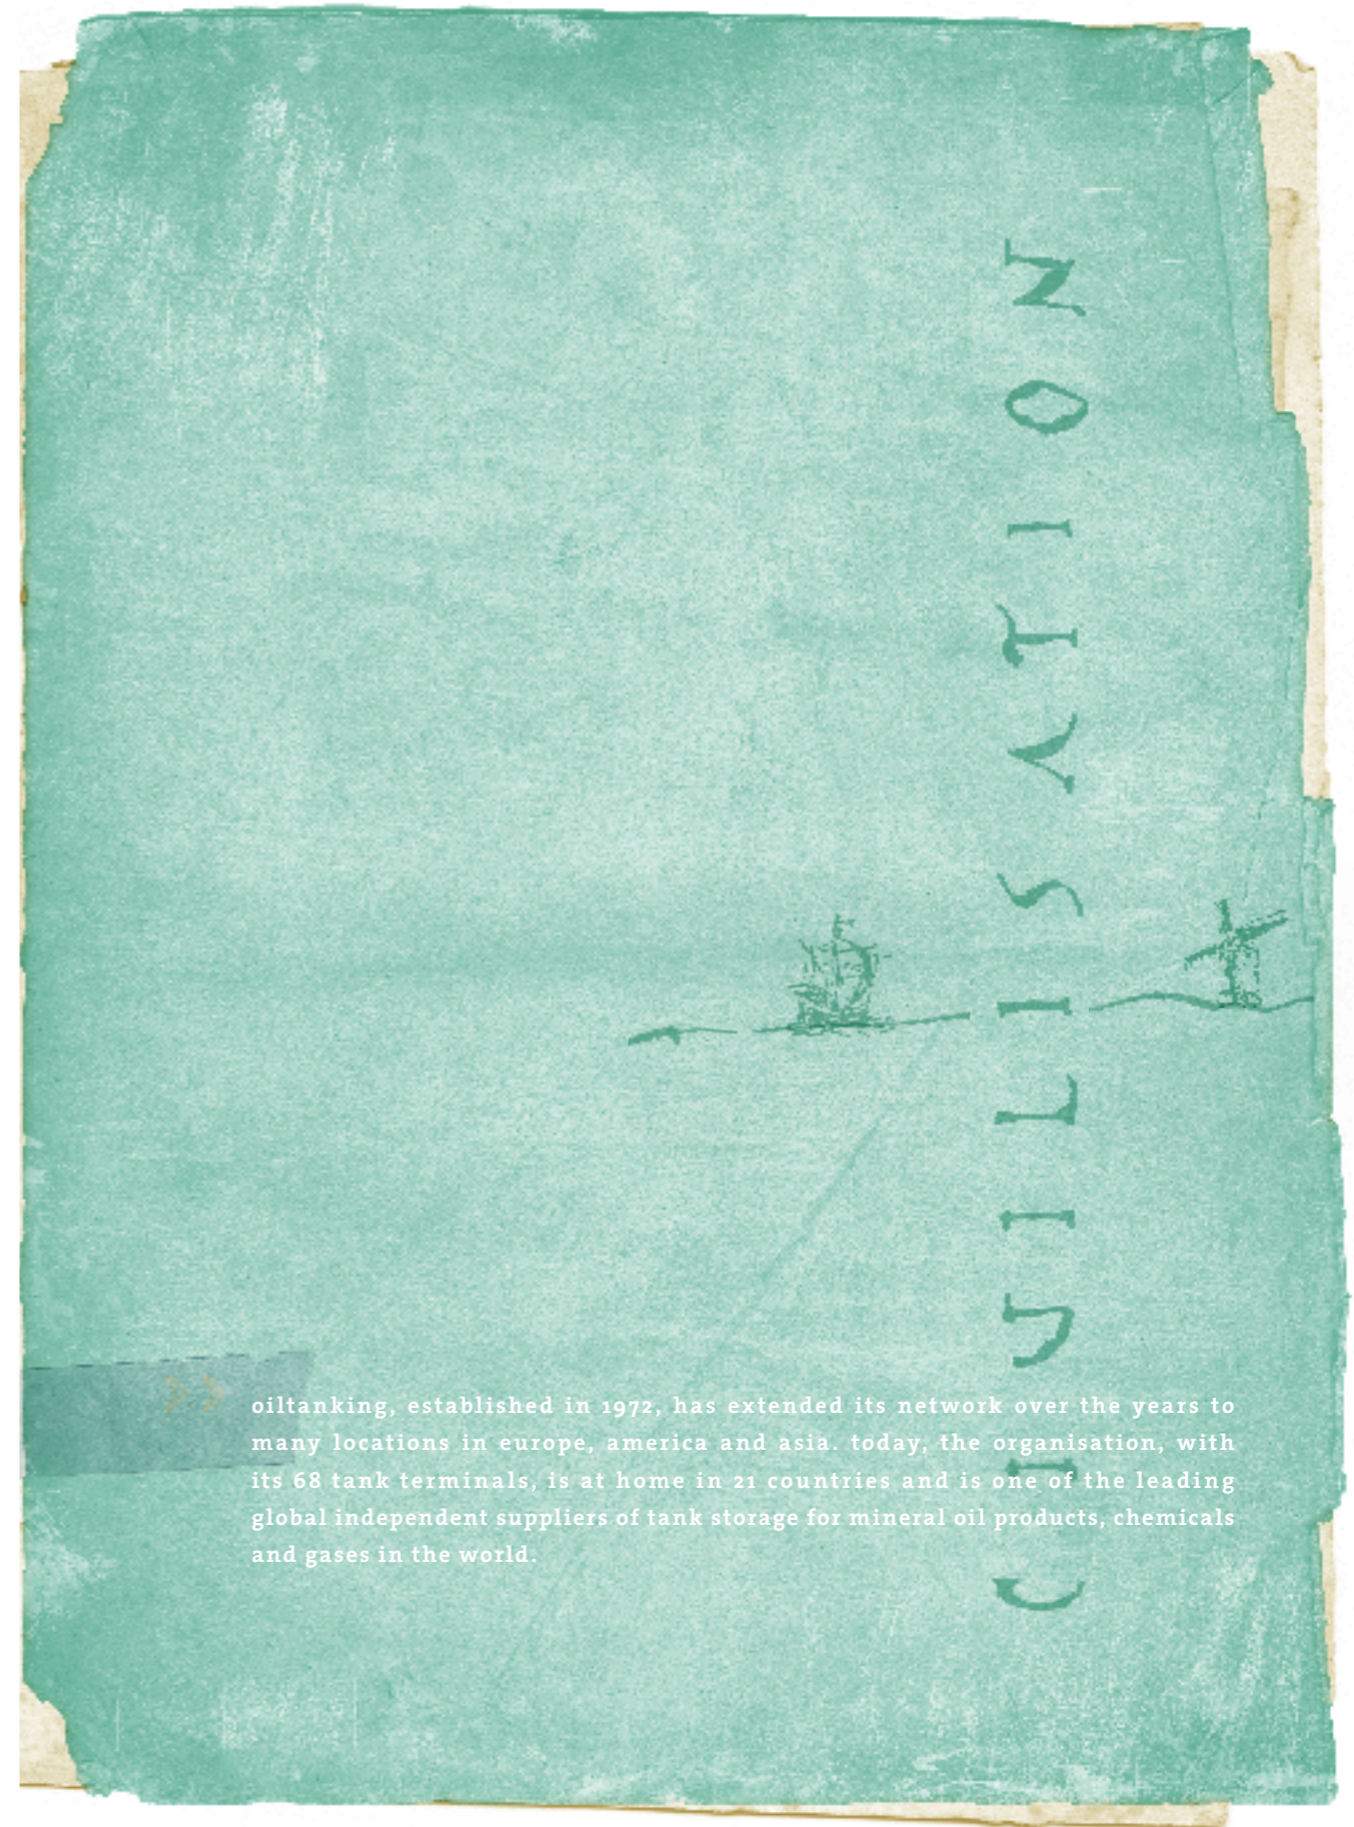 CIVILISATION
>> oiltanking, established in 1972, has extended its network over the years to
many locations in europe, america and asia. today, the organisation, with
its 68 tank terminals, is at home in 21 countries and is one of the leading
global independent suppliers of tank storage for mineral oil products, chemicals
and gases in the world.